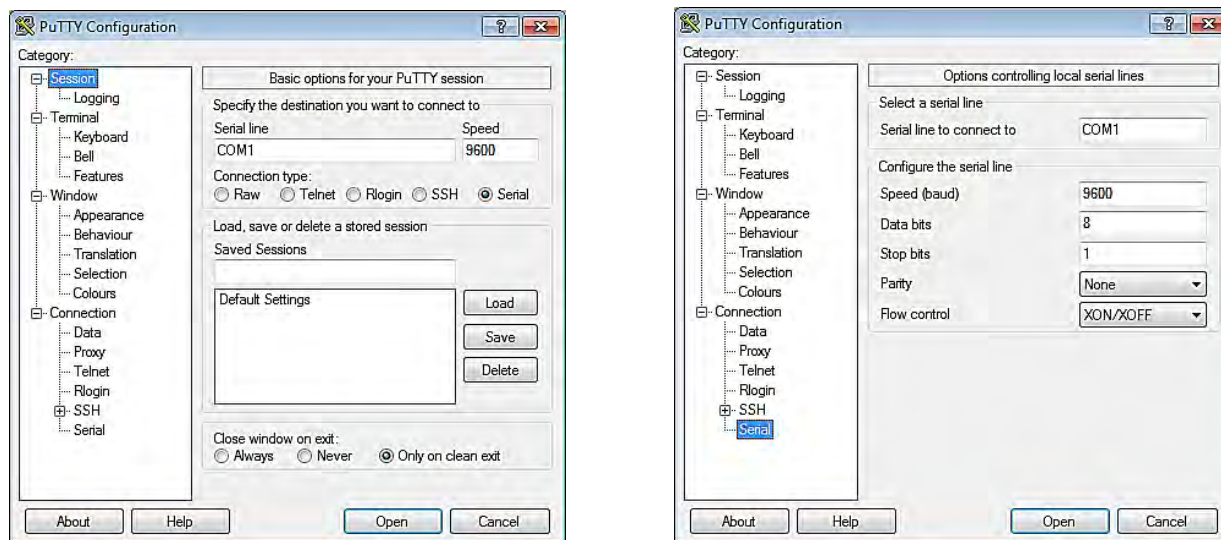 PuTTY Configuration
Category:
Session
Logging
Terminal
Keyboard
Bell
Features
Window
Appearance
Behaviour
Translation
Selection
Colours
Connection
Data
Proxy
Telnet
Rlogin
SSH
Serial
Basic options for your PuTTY session
Specify the destination you want to connect to
Serial line Speed
COM1 9600
Connection type:
Raw Telnet Rlogin SSH Serial
Load, save or delete a stored session
Saved Sessions
Default Settings
Load
Save
Delete
Close window on exit:
Always Never Only on clean exit
About Help Open Cancel
PuTTY Configuration
Category:
Session
Logging
Terminal
Keyboard
Bell
Features
Window
Appearance
Behaviour
Translation
Selection
Colours
Connection
Data
Proxy
Telnet
Rlogin
SSH
Serial
Options controlling local serial lines
Select a serial line
Serial line to connect to COM1
Configure the serial line
Speed (baud) 9600
Data bits 8
Stop bits 1
Parity None
Flow control XON/XOFF
About Help Open Cancel